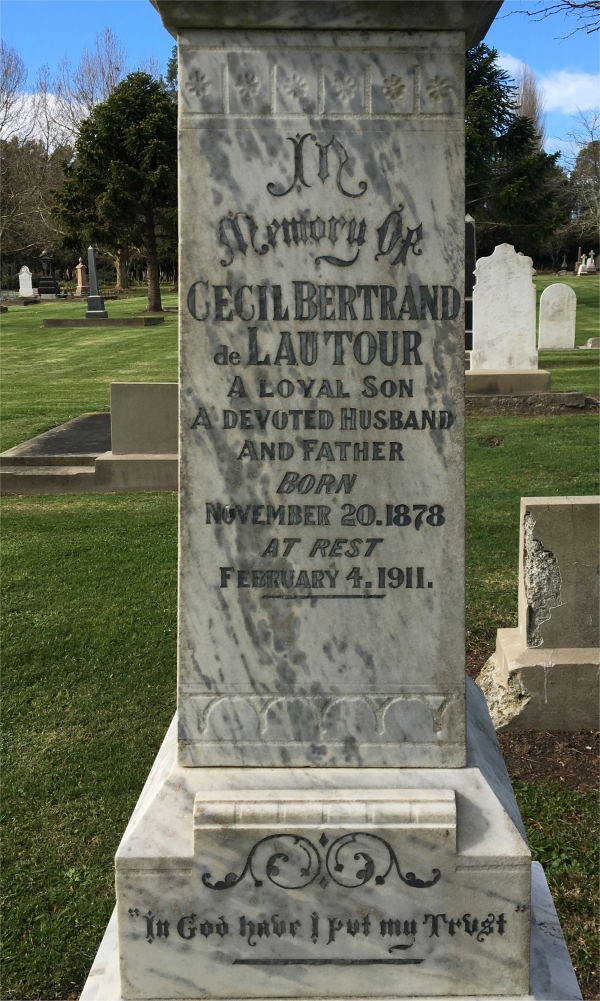 In
Memory Of
CECIL BERTRAND
de LAUTOUR
A LOYAL SON
A DEVOTED HUSBAND
AND FATHER
BORN
NOVEMBER 20. 1878
AT REST
FEBRUARY 4. 1911.
"In God have I put my Trust"